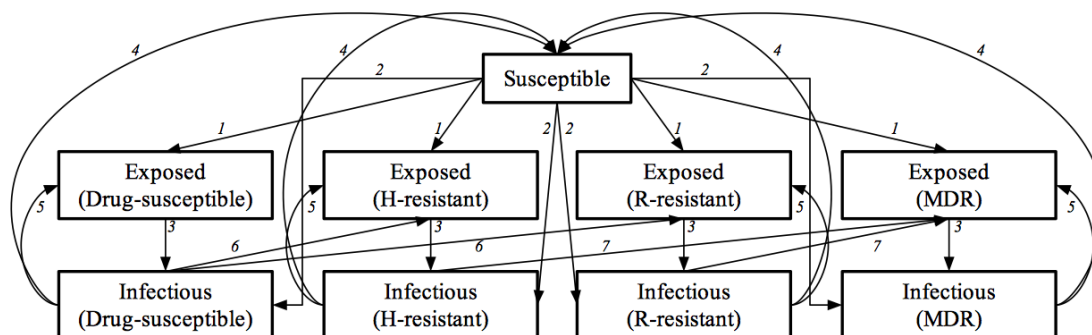 4
4
4
4
2
Susceptible
2
1
1
2
2
1
1
Exposed
(Drug-susceptible)
Exposed
(H-resistant)
Exposed
(R-resistant)
Exposed
(MDR)
5
5
5
5
3
3
3
3
6
6
7
7
Infectious
(Drug-susceptible)
Infectious
(H-resistant)
Infectious
(R-resistant)
Infectious
(MDR)